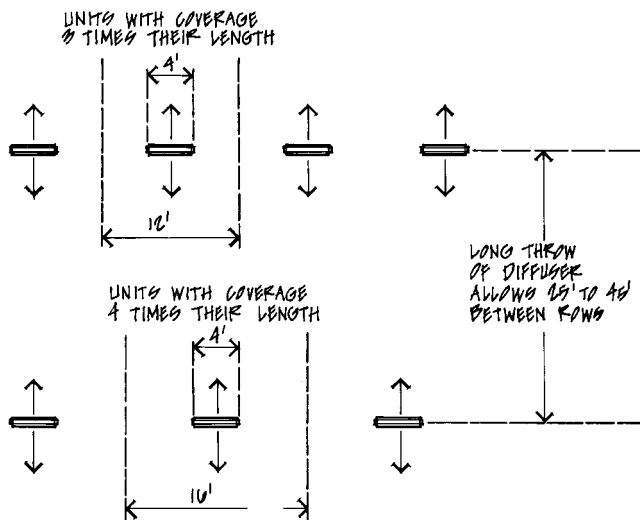 UNITS WITH COVERAGE
3 TIMES THEIR LENGTH
4'
12'
LONG THROW
OF DIFFUSER
ALLOWS 25' TO 45'
BETWEEN ROWS
UNITS WITH COVERAGE
4 TIMES THEIR LENGTH
4'
16'